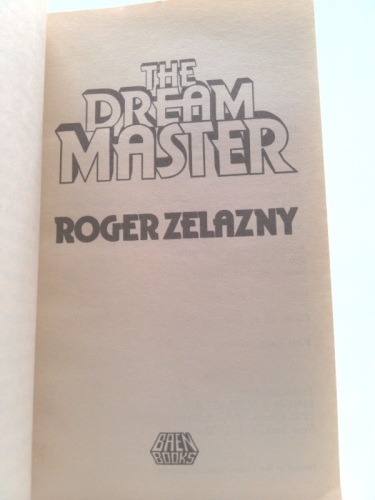 THE
DREAM
MASTER
ROGER ZELAZNY
BAEN
BOOKS